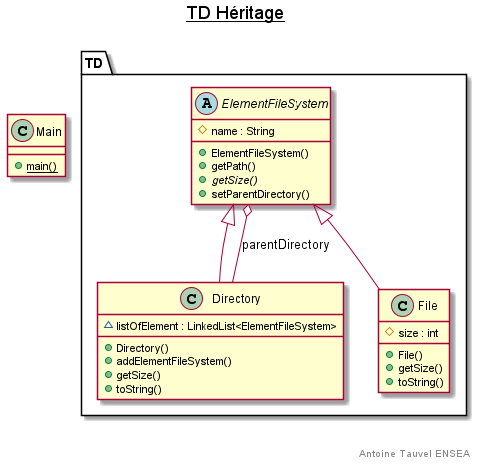 TD Héritage
TD
A ElementFileSystem
name : String
ElementFileSystem()
getPath()
getSize()
setParentDirectory()
C Main
main()
parentDirectory
C Directory
listOfElement : LinkedList<ElementFileSystem>
Directory()
addElementFileSystem()
getSize()
toString()
C File
size : int
File()
getSize()
toString()
Antoine Tauvel ENSEA